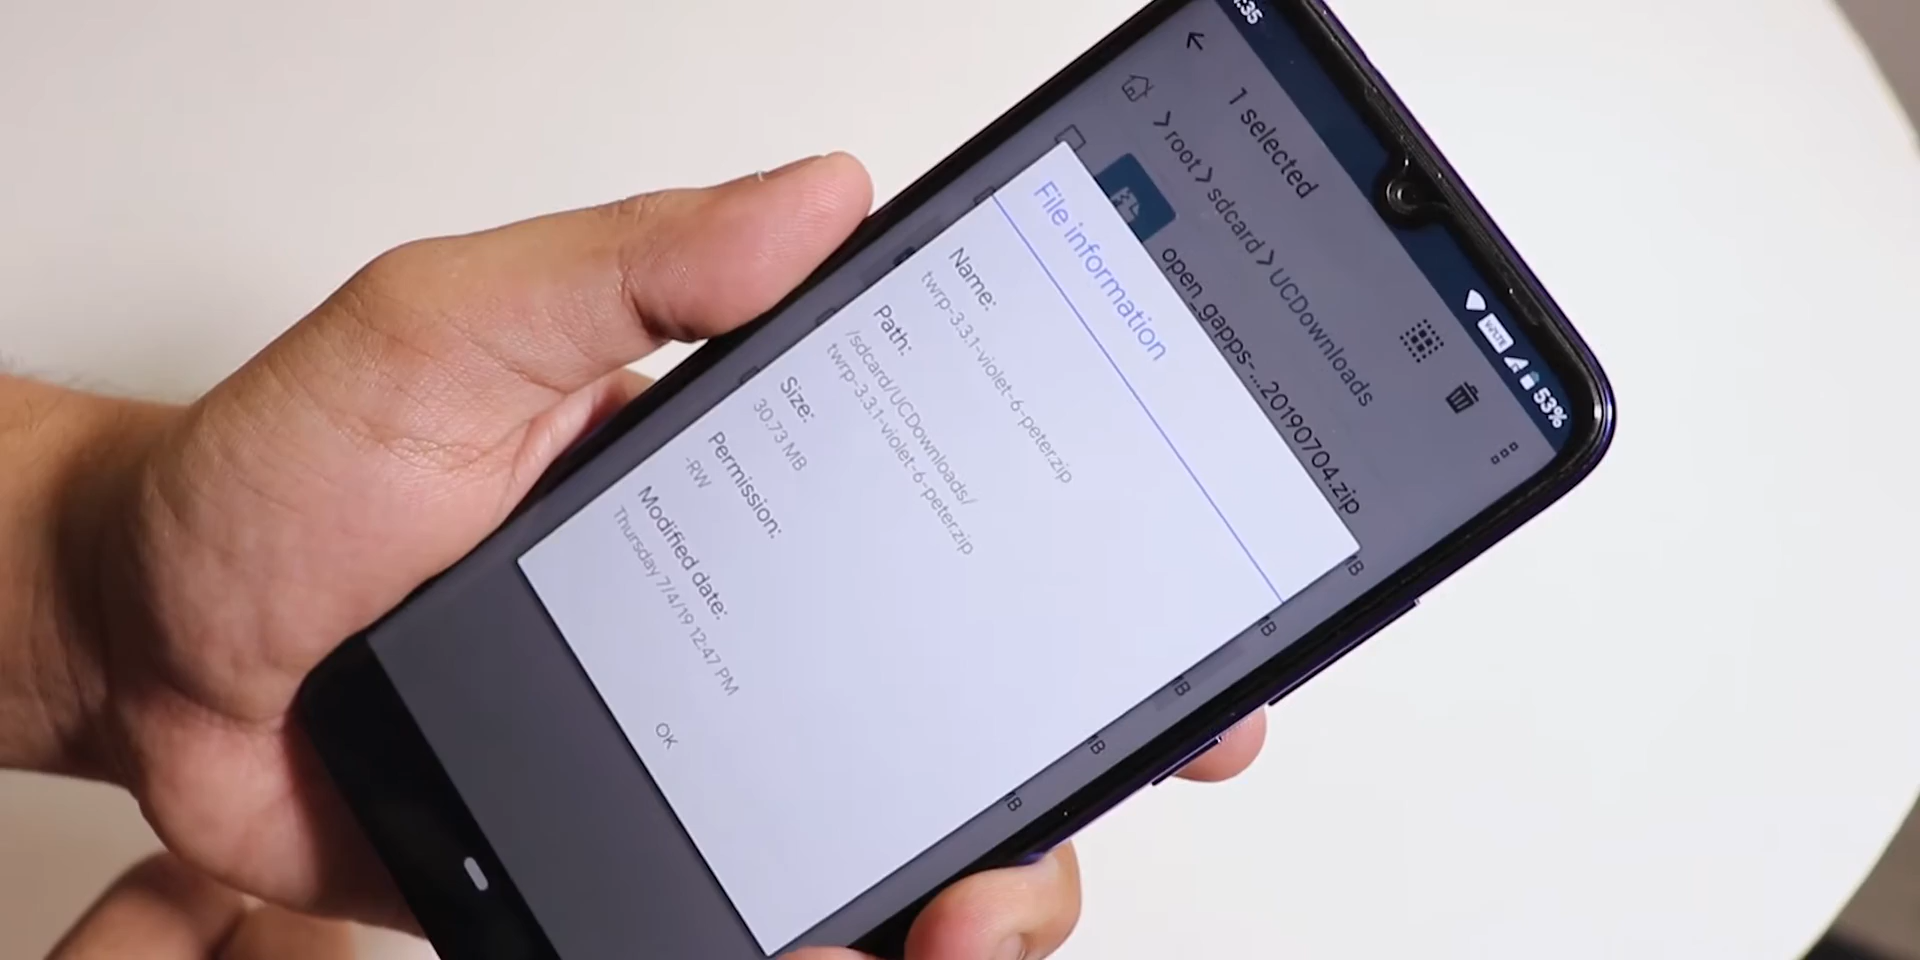 :35
VoLTE
53%
1 selected
root
sdcard
UCDownloads
open_gapps-...20190704.zip
File information
Name:
twrp-3.3.1-violet-6-peter.zip
Path:
/sdcard/UCDownloads/
twrp-3.3.1-violet-6-peter.zip
Size:
30.73 MB
Permission:
-RW
Modified date:
Thursday 7/4/19 12:47 PM
OK